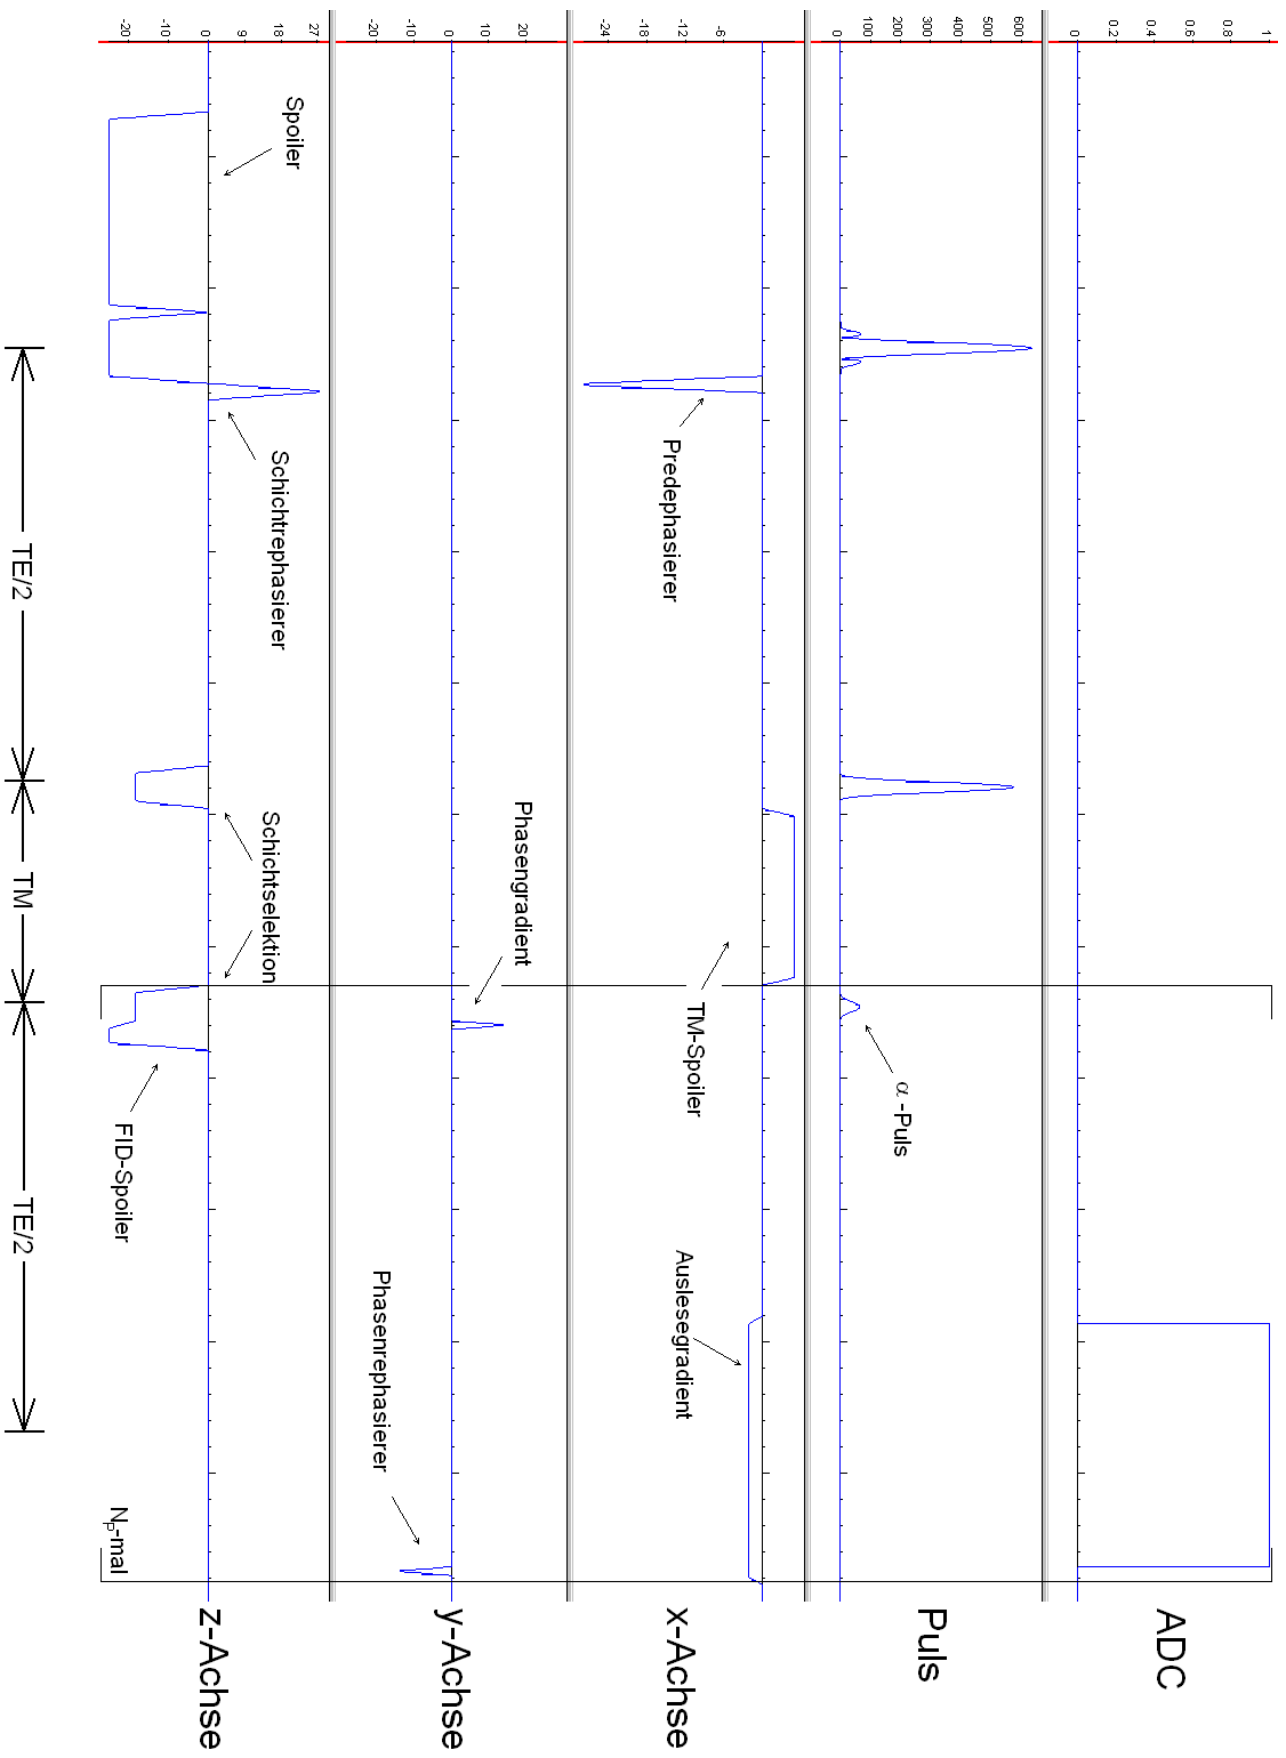 0 0.2 0.4 0.6 0.8 1
ADC
0 100 200 300 400 500 600
α -Puls
Puls
-24 -18 -12 -6
Predephasierer
TM-Spoiler
Auslesegradient
x-Achse
-20 -10 0 10 20
Phasengradient
Phasenrephasierer
y-Achse
-20 -10 0 9 18 27
Spoiler
Schichtrephasierer
Schichtselektion
FID-Spoiler
Np-mal
z-Achse
TE/2
TM
TE/2